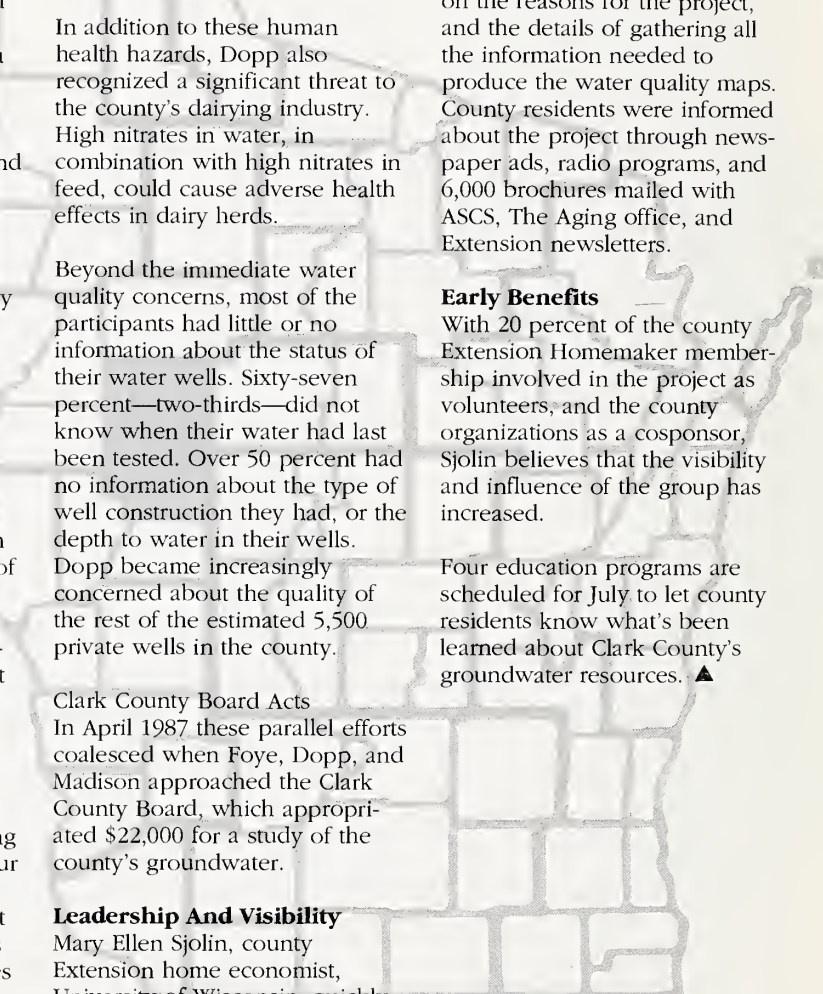 In addition to these human
health hazards, Dopp also
recognized a significant threat to
the county's dairying industry.
High nitrates in water, in
combination with high nitrates in
feed, could cause adverse health
effects in dairy herds.
Beyond the immediate water
quality concerns, most of the
participants had little or no
information about the status of
their water wells. Sixty-seven
percent—two-thirds—did not
know when their water had last
been tested. Over 50 percent had
no information about the type of
well construction they had, or the
depth to water in their wells.
Dopp became increasingly
concerned about the quality of
the rest of the estimated 5,500
private wells in the county.
Clark County Board Acts
In April 1987 these parallel efforts
coalesced when Foye, Dopp, and
Madison approached the Clark
County Board, which appropri-
ated $22,000 for a study of the
county's groundwater.
Leadership And Visibility
Mary Ellen Sjolin, county
Extension home economist,
on the reasons for the project,
and the details of gathering all
the information needed to
produce the water quality maps.
County residents were informed
about the project through news-
paper ads, radio programs, and
6,000 brochures mailed with
ASCS, The Aging office, and
Extension newsletters.
Early Benefits
With 20 percent of the county
Extension Homemaker member-
ship involved in the project as
volunteers, and the county
organizations as a cosponsor,
Sjolin believes that the visibility
and influence of the group has
increased.
Four education programs are
scheduled for July to let county
residents know what's been
learned about Clark County's
groundwater resources. ▲